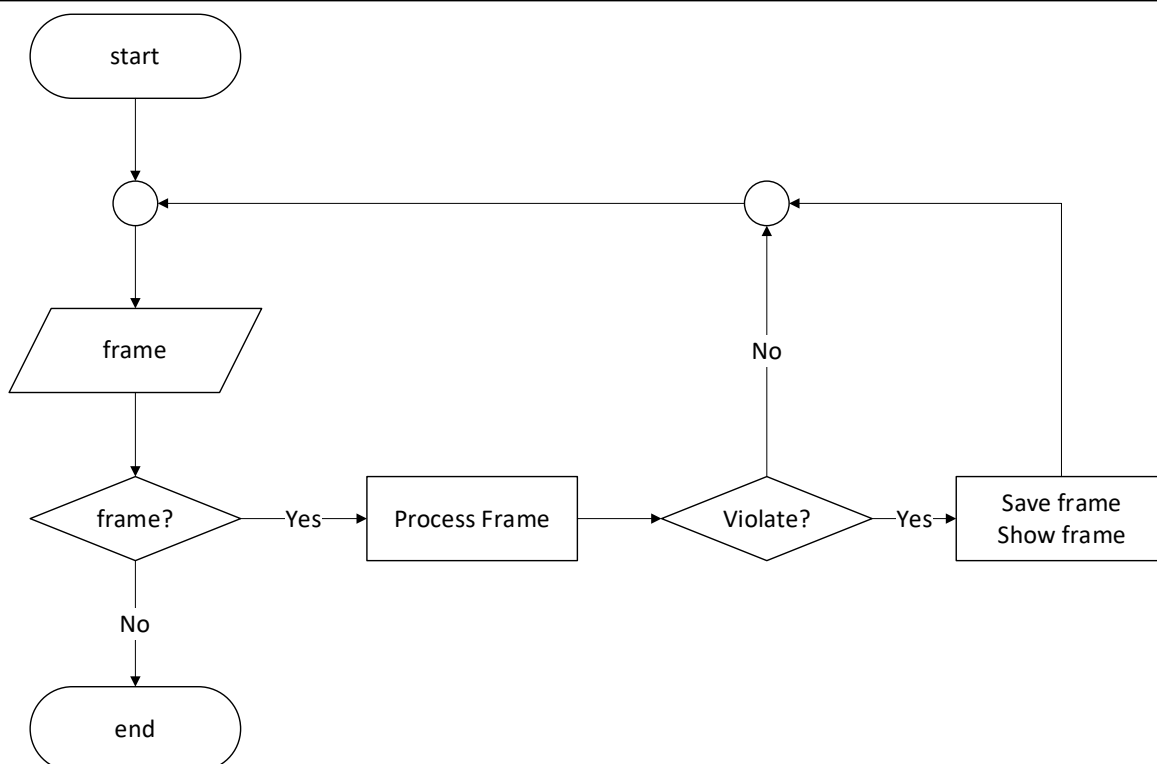 start
frame
No
frame?
Yes
Process Frame
Violate?
Yes
Save frame
Show frame
No
end